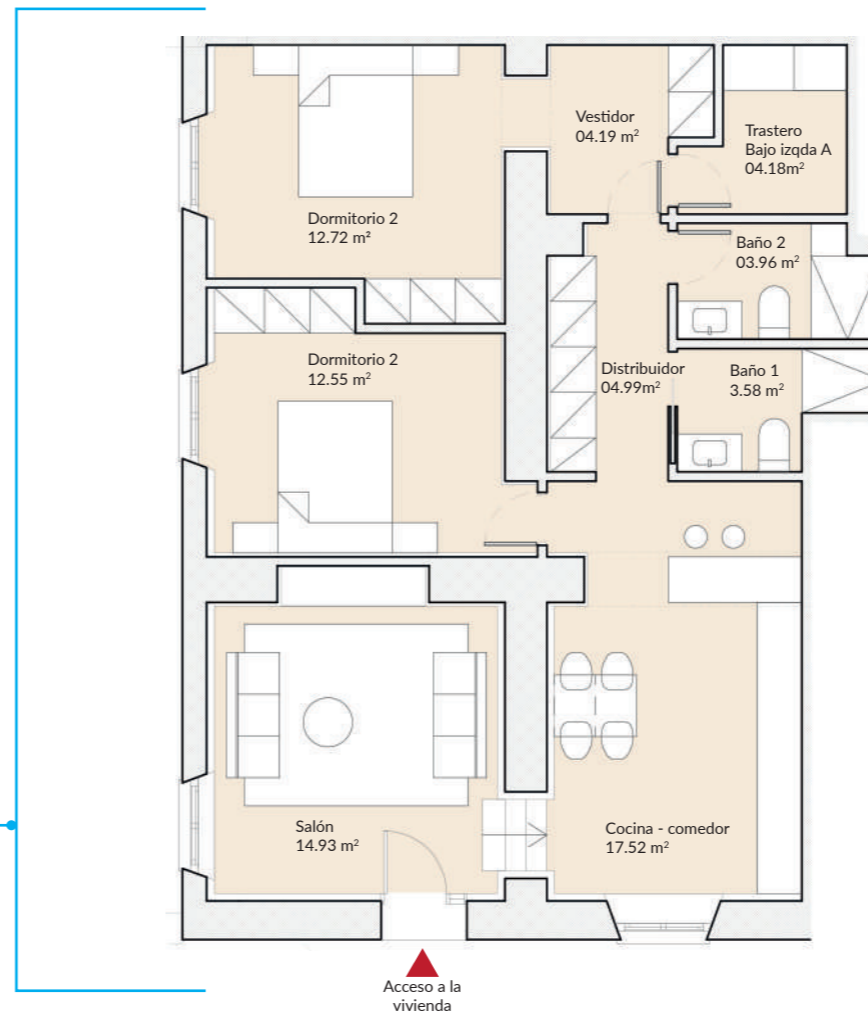 Vestidor
04.19 m²
Trastero
Bajo izqda A
04.18m²
Dormitorio 2
12.72 m²
Baño 2
03.96 m²
Dormitorio 2
12.55 m²
Distribuidor
04.99m²
Baño 1
3.58 m²
Salón
14.93 m²
Cocina - comedor
17.52 m²
Acceso a la
vivienda